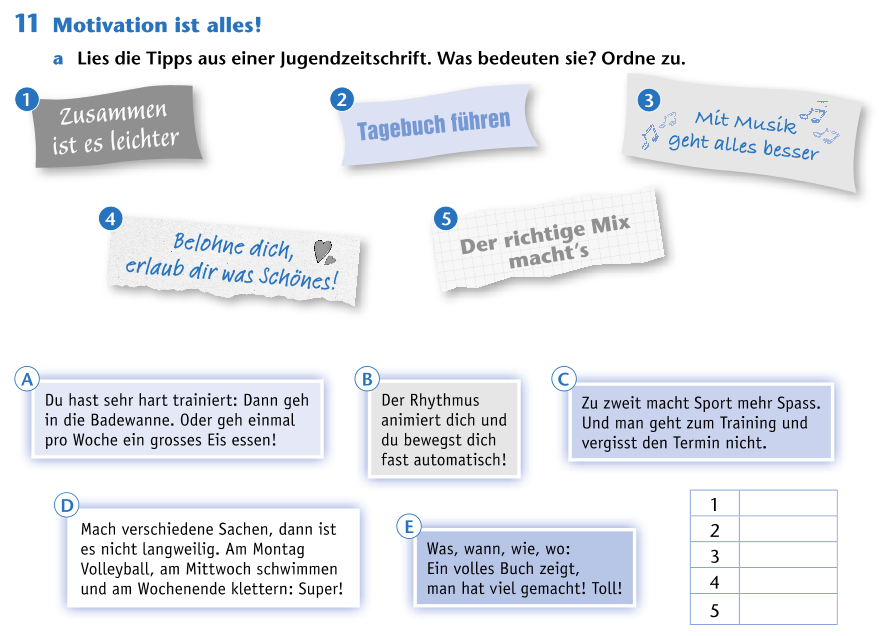 11 Motivation ist alles!
a Lies die Tipps aus einer Jugendzeitschrift. Was bedeuten sie? Ordne zu.
1
Zusammen
ist es leichter
2
Tagebuch führen
3
Mit Musik
geht alles besser
4
Belohne dich,
erlaub dir was Schönes!
5
Der richtige Mix
macht's
A
Du hast sehr hart trainiert: Dann geh
in die Badewanne. Oder geh einmal
pro Woche ein grosses Eis essen!
B
Der Rhythmus
animiert dich und
du bewegst dich
fast automatisch!
C
Zu zweit macht Sport mehr Spass.
Und man geht zum Training und
vergisst den Termin nicht.
D
Mach verschiedene Sachen, dann ist
es nicht langweilig. Am Montag
Volleyball, am Mittwoch schwimmen
und am Wochenende klettern: Super!
E
Was, wann, wie, wo:
Ein volles Buch zeigt,
man hat viel gemacht! Toll!
1
2
3
4
5